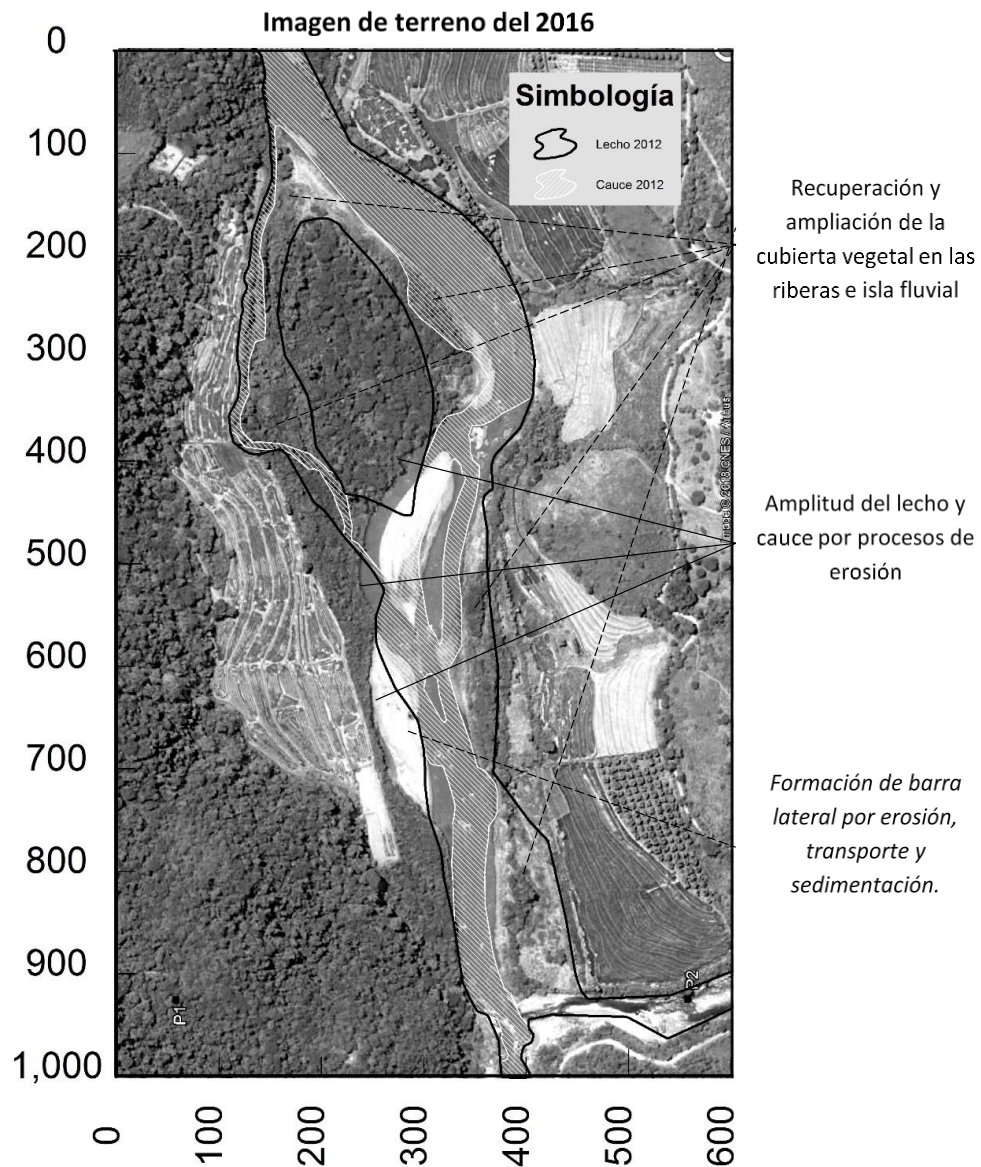 Imagen de terreno del 2016
0
100
200
300
400
500
600
700
800
900
1,000
Simbología
Lecho 2012
Cauce 2012
Recuperación y
ampliación de la
cubierta vegetal en las
riberas e isla fluvial
Amplitud del lecho y
cauce por procesos de
erosión
Formación de barra
lateral por erosión,
transporte y
sedimentación.
© 2018 CNES / Airbus
P1
P2
0
100
200
300
400
500
600